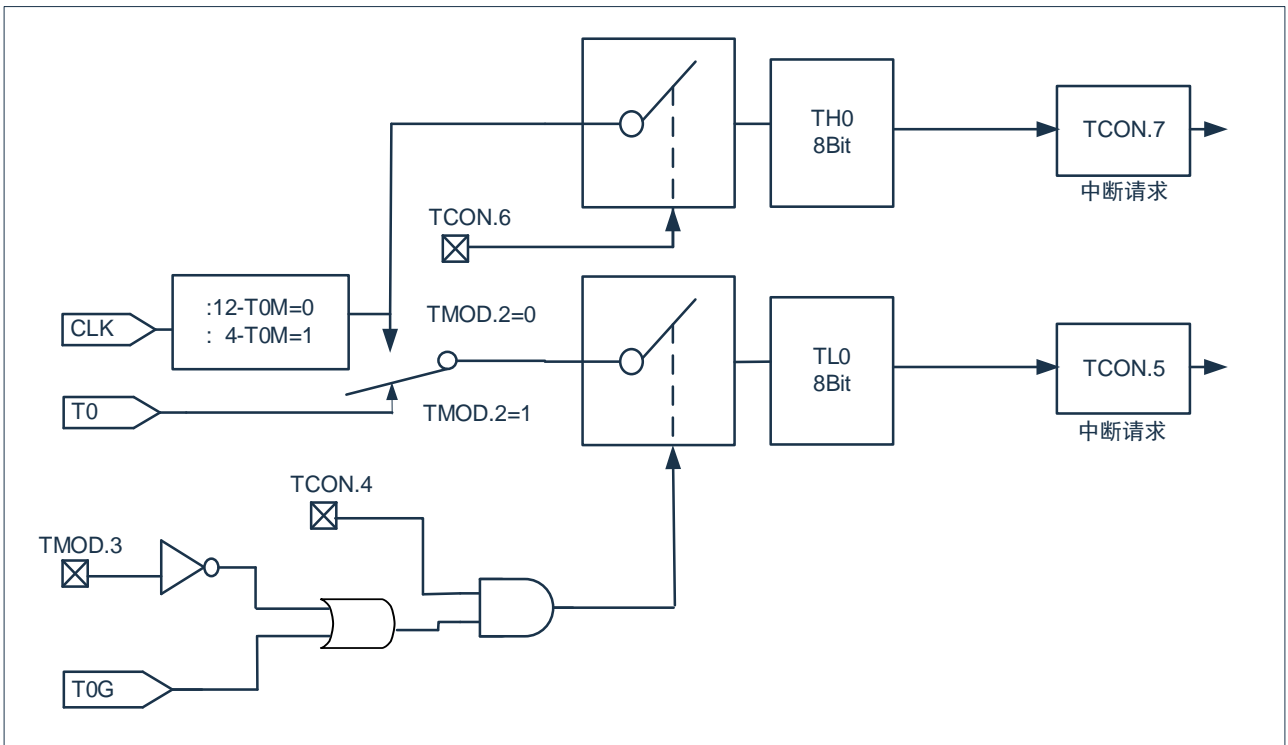 TH0
8Bit
TCON.7
中断请求
TCON.6
:12-T0M=0
: 4-T0M=1
CLK
TMOD.2=0
TL0
8Bit
TCON.5
中断请求
T0
TMOD.2=1
TCON.4
TMOD.3
T0G